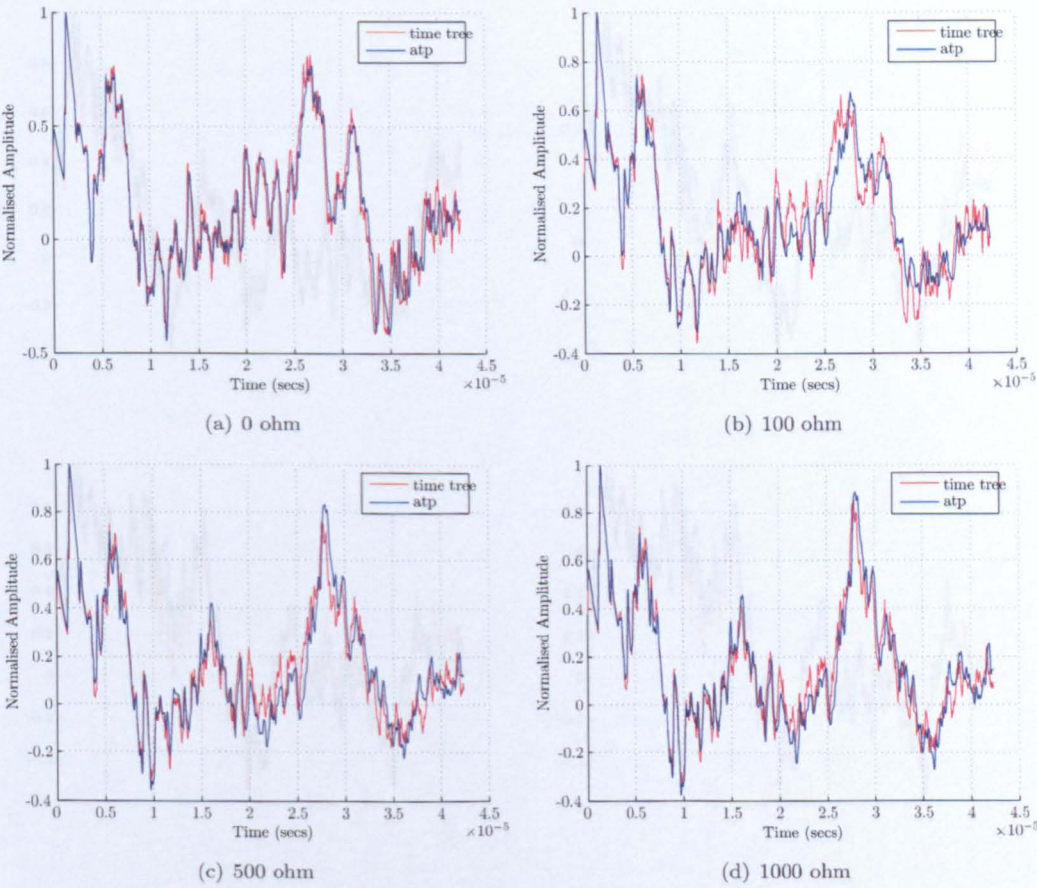 1
0.5
0
-0.5
Normalised Amplitude
time tree
atp
0 0.5 1 1.5 2 2.5 3 3.5 4 4.5
Time (secs)
×10⁻⁵
(a) 0 ohm
1
0.8
0.6
0.4
0.2
0
-0.2
-0.4
Normalised Amplitude
time tree
atp
0 0.5 1 1.5 2 2.5 3 3.5 4 4.5
Time (secs)
×10⁻⁵
(b) 100 ohm
1
0.8
0.6
0.4
0.2
0
-0.2
-0.4
Normalised Amplitude
time tree
atp
0 0.5 1 1.5 2 2.5 3 3.5 4 4.5
Time (secs)
×10⁻⁵
(c) 500 ohm
1
0.8
0.6
0.4
0.2
0
-0.2
-0.4
Normalised Amplitude
time tree
atp
0 0.5 1 1.5 2 2.5 3 3.5 4 4.5
Time (secs)
×10⁻⁵
(d) 1000 ohm